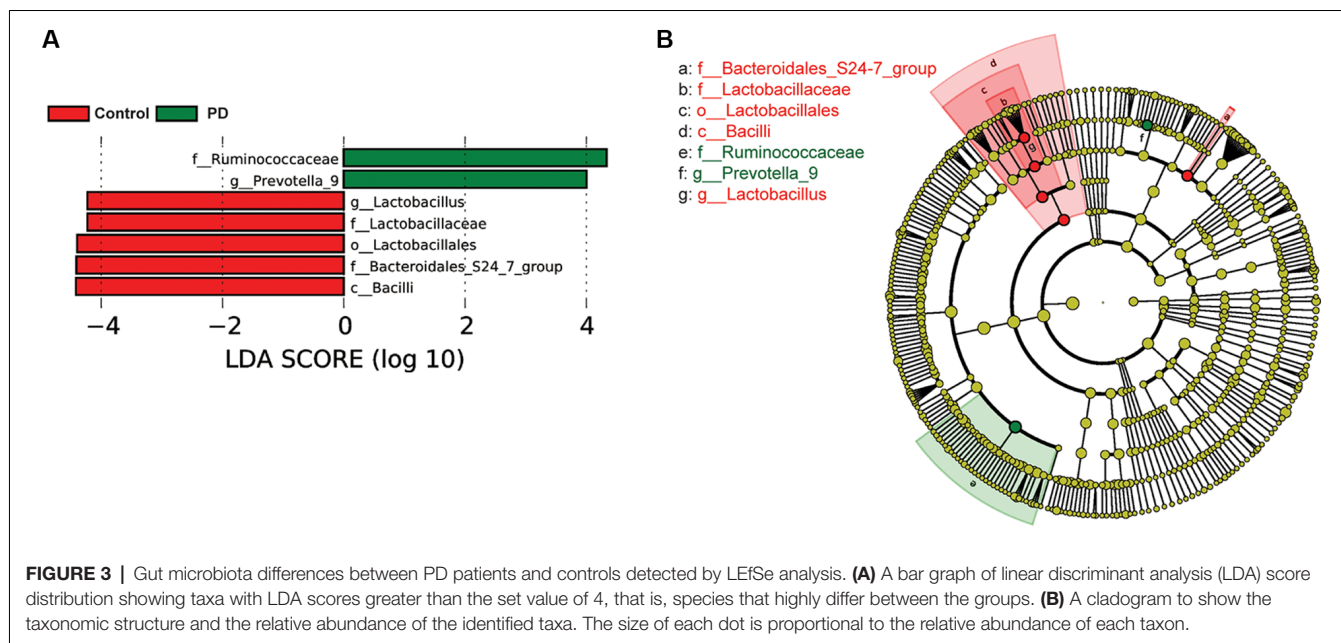 A
Control PD
f__Ruminococcaceae
g__Prevotella_9
g__Lactobacillus
f__Lactobacillaceae
o__Lactobacillales
f__Bacteroidales_S24_7_group
c__Bacilli
−4 −2 0 2 4
LDA SCORE (log 10)
B
a: f__Bacteroidales_S24-7_group
b: f__Lactobacillaceae
c: o__Lactobacillales
d: c__Bacilli
e: f__Ruminococcaceae
f: g__Prevotella_9
g: g__Lactobacillus
d
c
b
g
f
a
e
FIGURE 3 | Gut microbiota differences between PD patients and controls detected by LEfSe analysis. (A) A bar graph of linear discriminant analysis (LDA) score
distribution showing taxa with LDA scores greater than the set value of 4, that is, species that highly differ between the groups. (B) A cladogram to show the
taxonomic structure and the relative abundance of the identified taxa. The size of each dot is proportional to the relative abundance of each taxon.